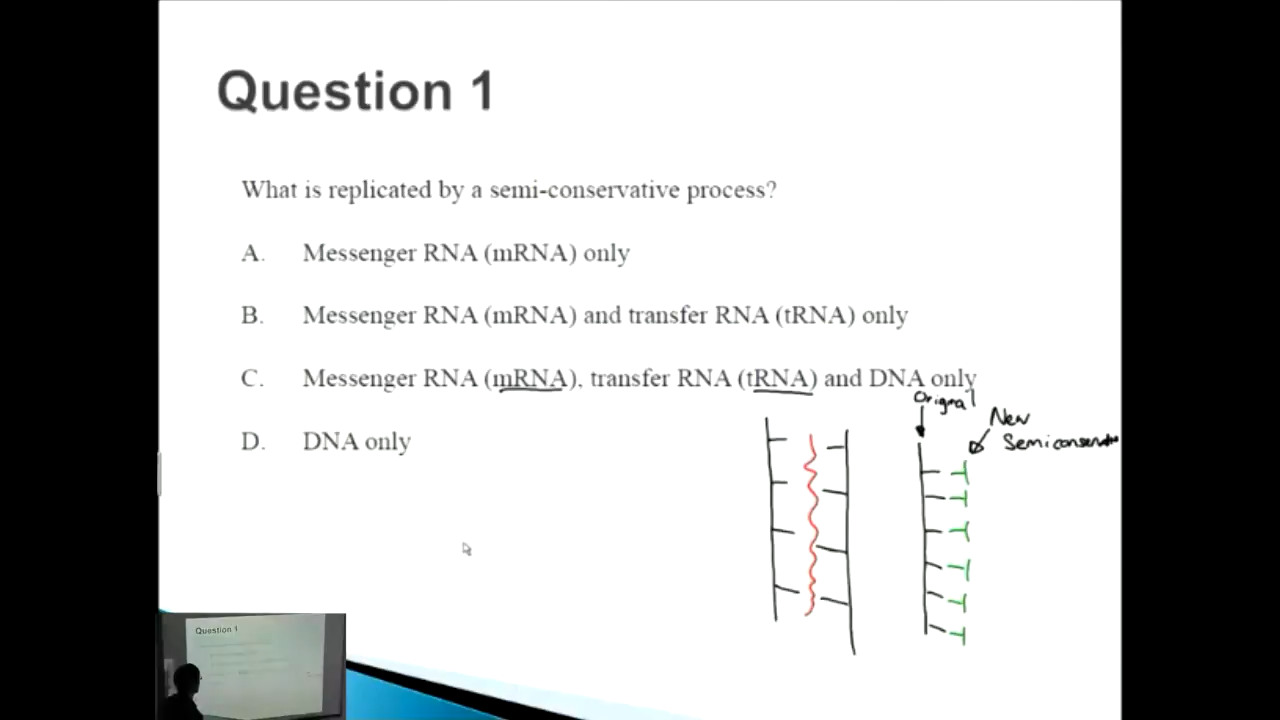 Question 1
What is replicated by a semi-conservative process?
A. Messenger RNA (mRNA) only
B. Messenger RNA (mRNA) and transfer RNA (tRNA) only
C. Messenger RNA (mRNA), transfer RNA (tRNA) and DNA only
Original
New
D. DNA only
Question 1